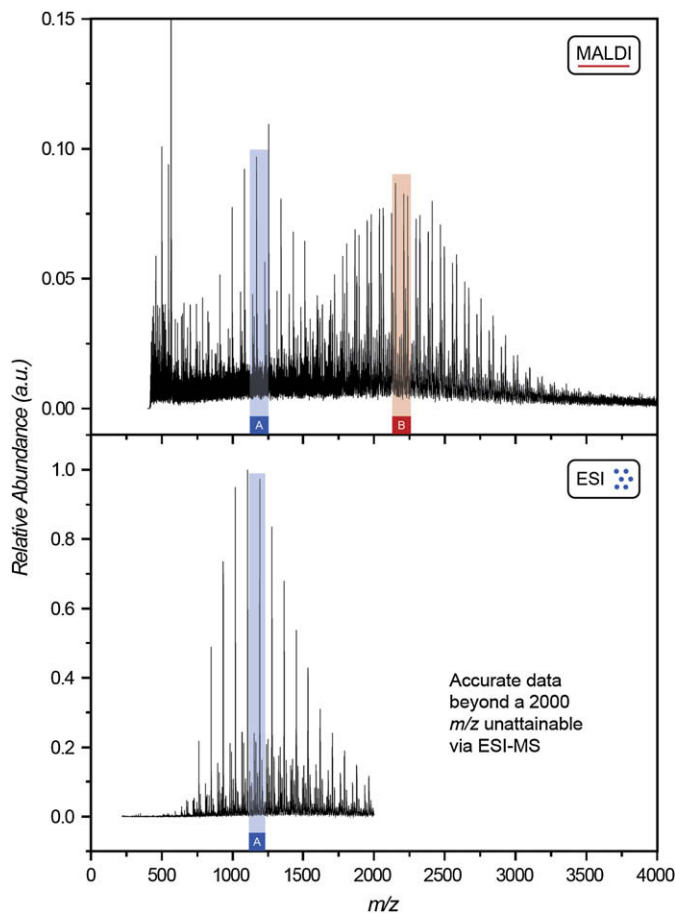 0.15
MALDI
0.10
0.05
0.00
A
B
Relative Abundance (a.u.)
1.0
ESI
0.8
0.6
0.4
Accurate data
beyond a 2000
m/z unattainable
via ESI-MS
0.2
0.0
A
0 500 1000 1500 2000 2500 3000 3500 4000
m/z